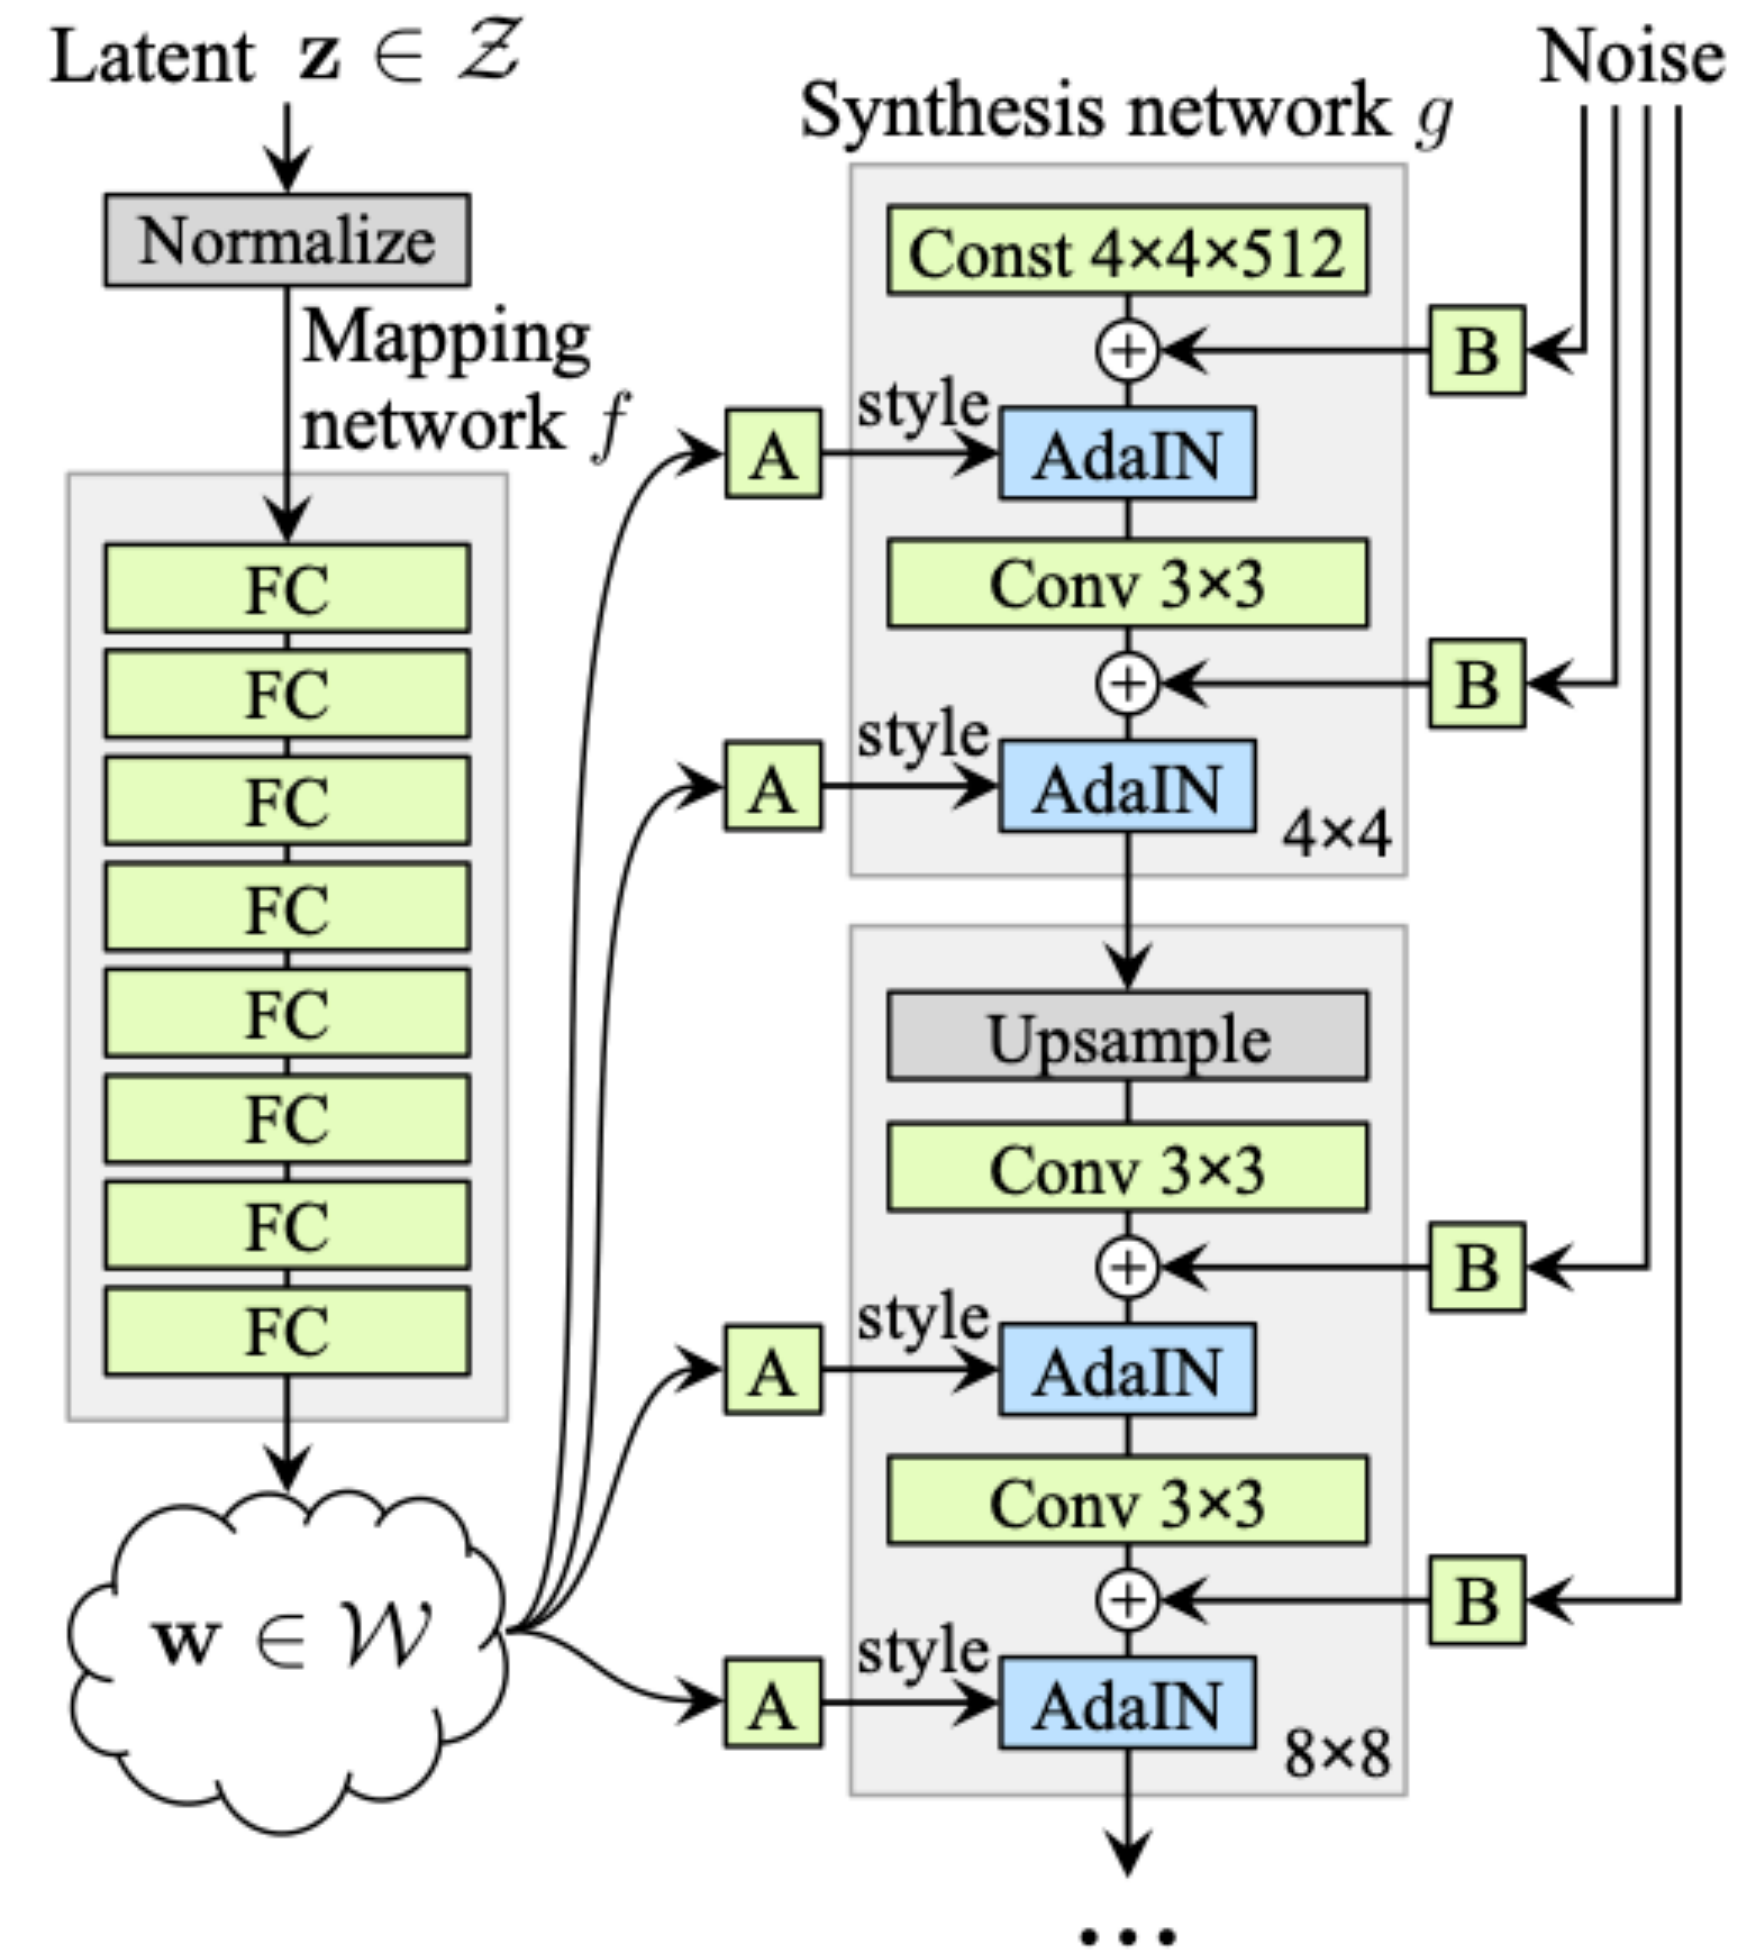 Latent z ∈ 𝒵
Normalize
Mapping
network f
FC
FC
FC
FC
FC
FC
FC
FC
w ∈ 𝒲
Synthesis network g
Noise
Const 4×4×512
+
B
A
style
AdaIN
Conv 3×3
+
B
A
style
AdaIN
4×4
Upsample
Conv 3×3
+
B
A
style
AdaIN
Conv 3×3
+
B
A
style
AdaIN
8×8
...